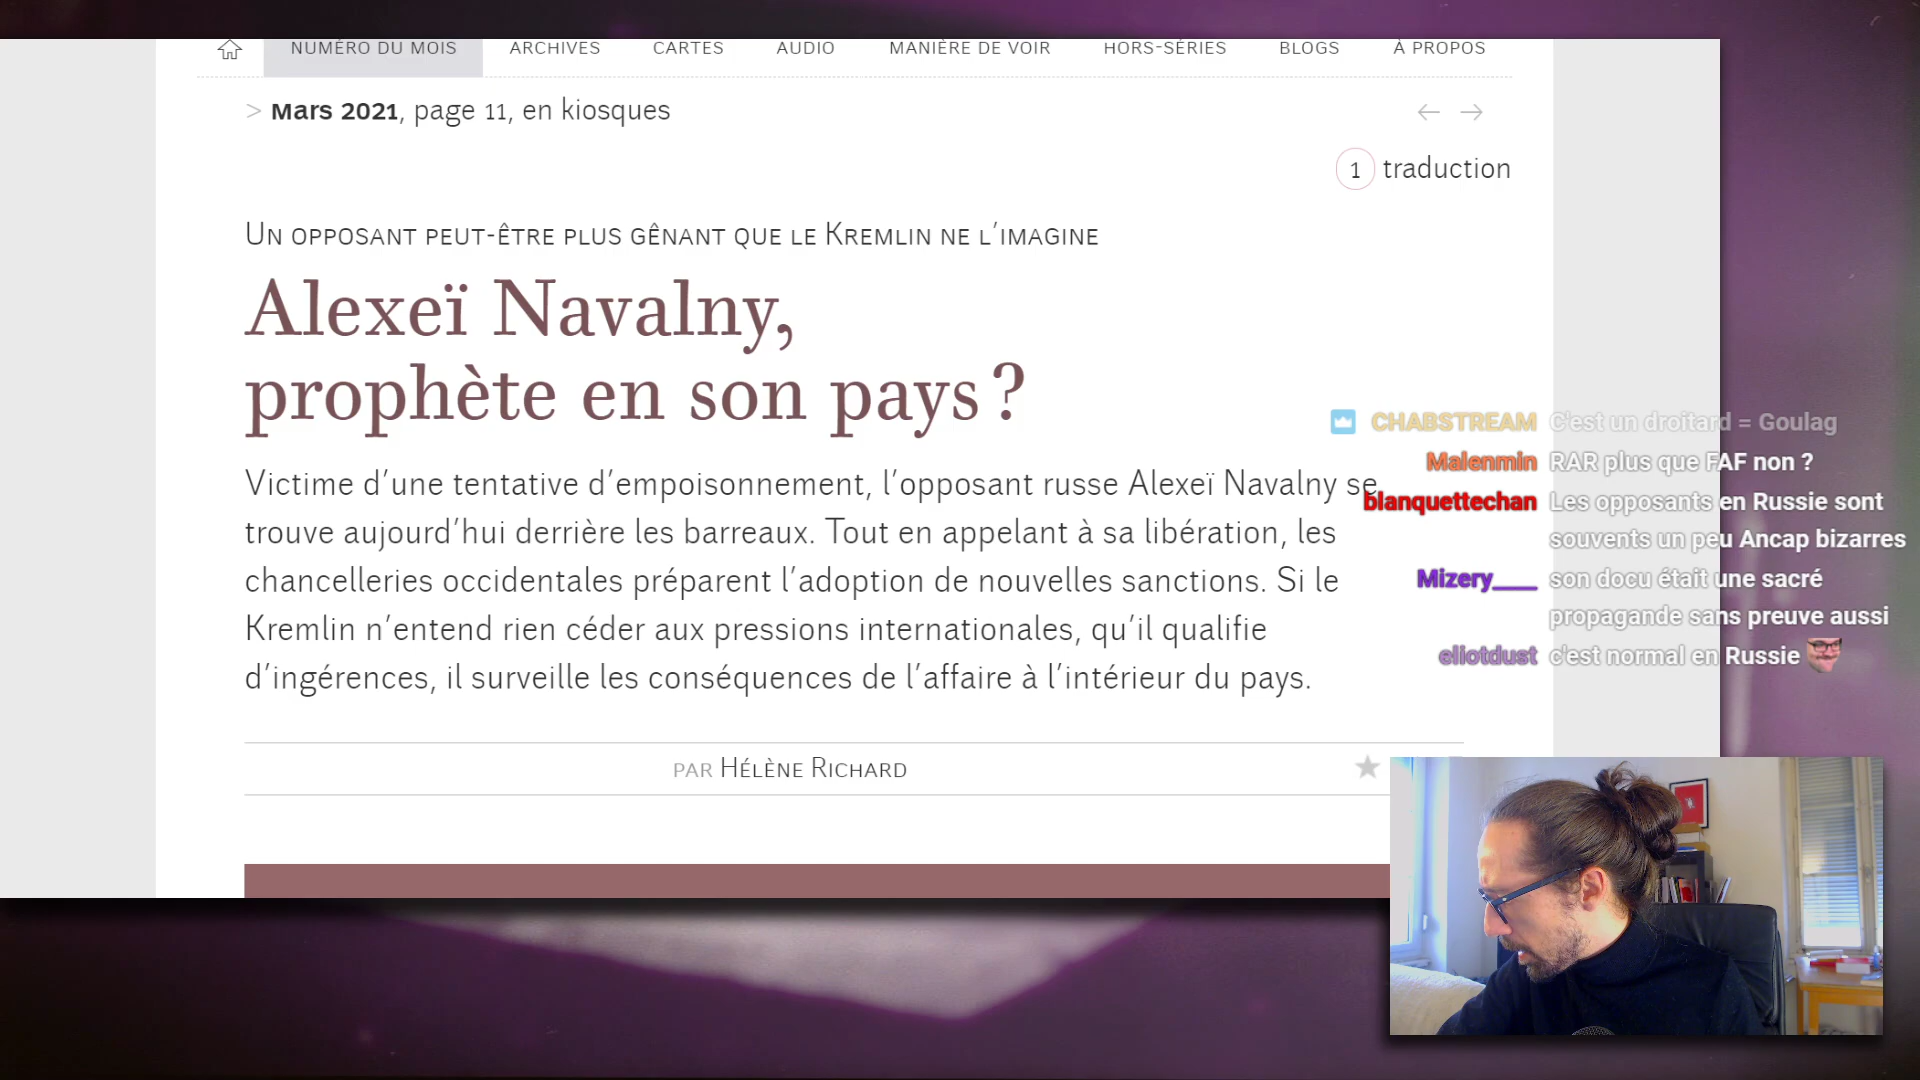 NUMÉRO DU MOIS ARCHIVES CARTES AUDIO MANIÈRE DE VOIR HORS-SÉRIES BLOGS À PROPOS
> Mars 2021, page 11, en kiosques ← →
1 traduction
Un opposant peut-être plus gênant que le Kremlin ne l’imagine
Alexeï Navalny,
prophète en son pays ?
Victime d’une tentative d’empoisonnement, l’opposant russe Alexeï Navalny se
trouve aujourd’hui derrière les barreaux. Tout en appelant à sa libération, les
chancelleries occidentales préparent l’adoption de nouvelles sanctions. Si le
Kremlin n’entend rien céder aux pressions internationales, qu’il qualifie
d’ingérences, il surveille les conséquences de l’affaire à l’intérieur du pays.
par Hélène Richard
CHABSTREAM C'est un droitard = Goulag
Malenmin RAR plus que FAF non ?
blanquettechan Les opposants en Russie sont
souvents un peu Ancap bizarres
Mizery____ son docu était une sacré
propagande sans preuve aussi
eliotdust c'est normal en Russie